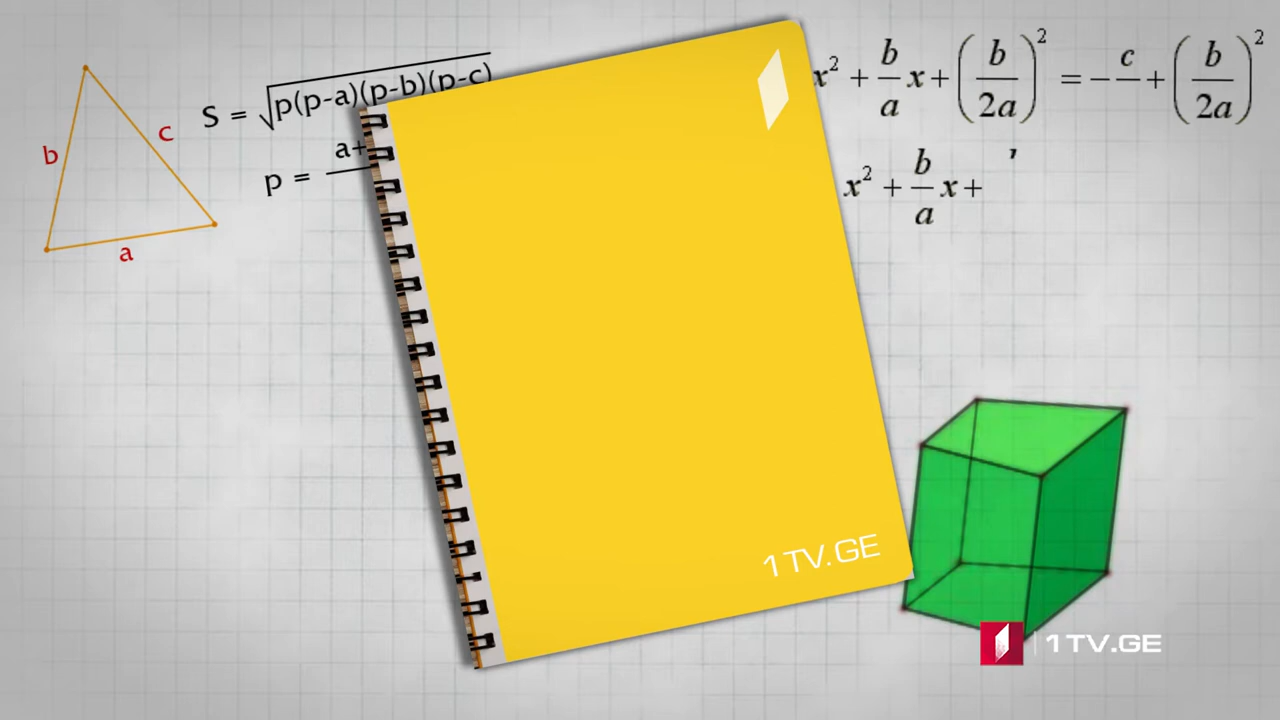 b
c
a
S = √p(p-a)(p-b)(p-c)
p = a+
x² + b/a x + (b/2a)² = - c + (b/2a)²
x² + b/a x +
1TV.GE
1TV.GE